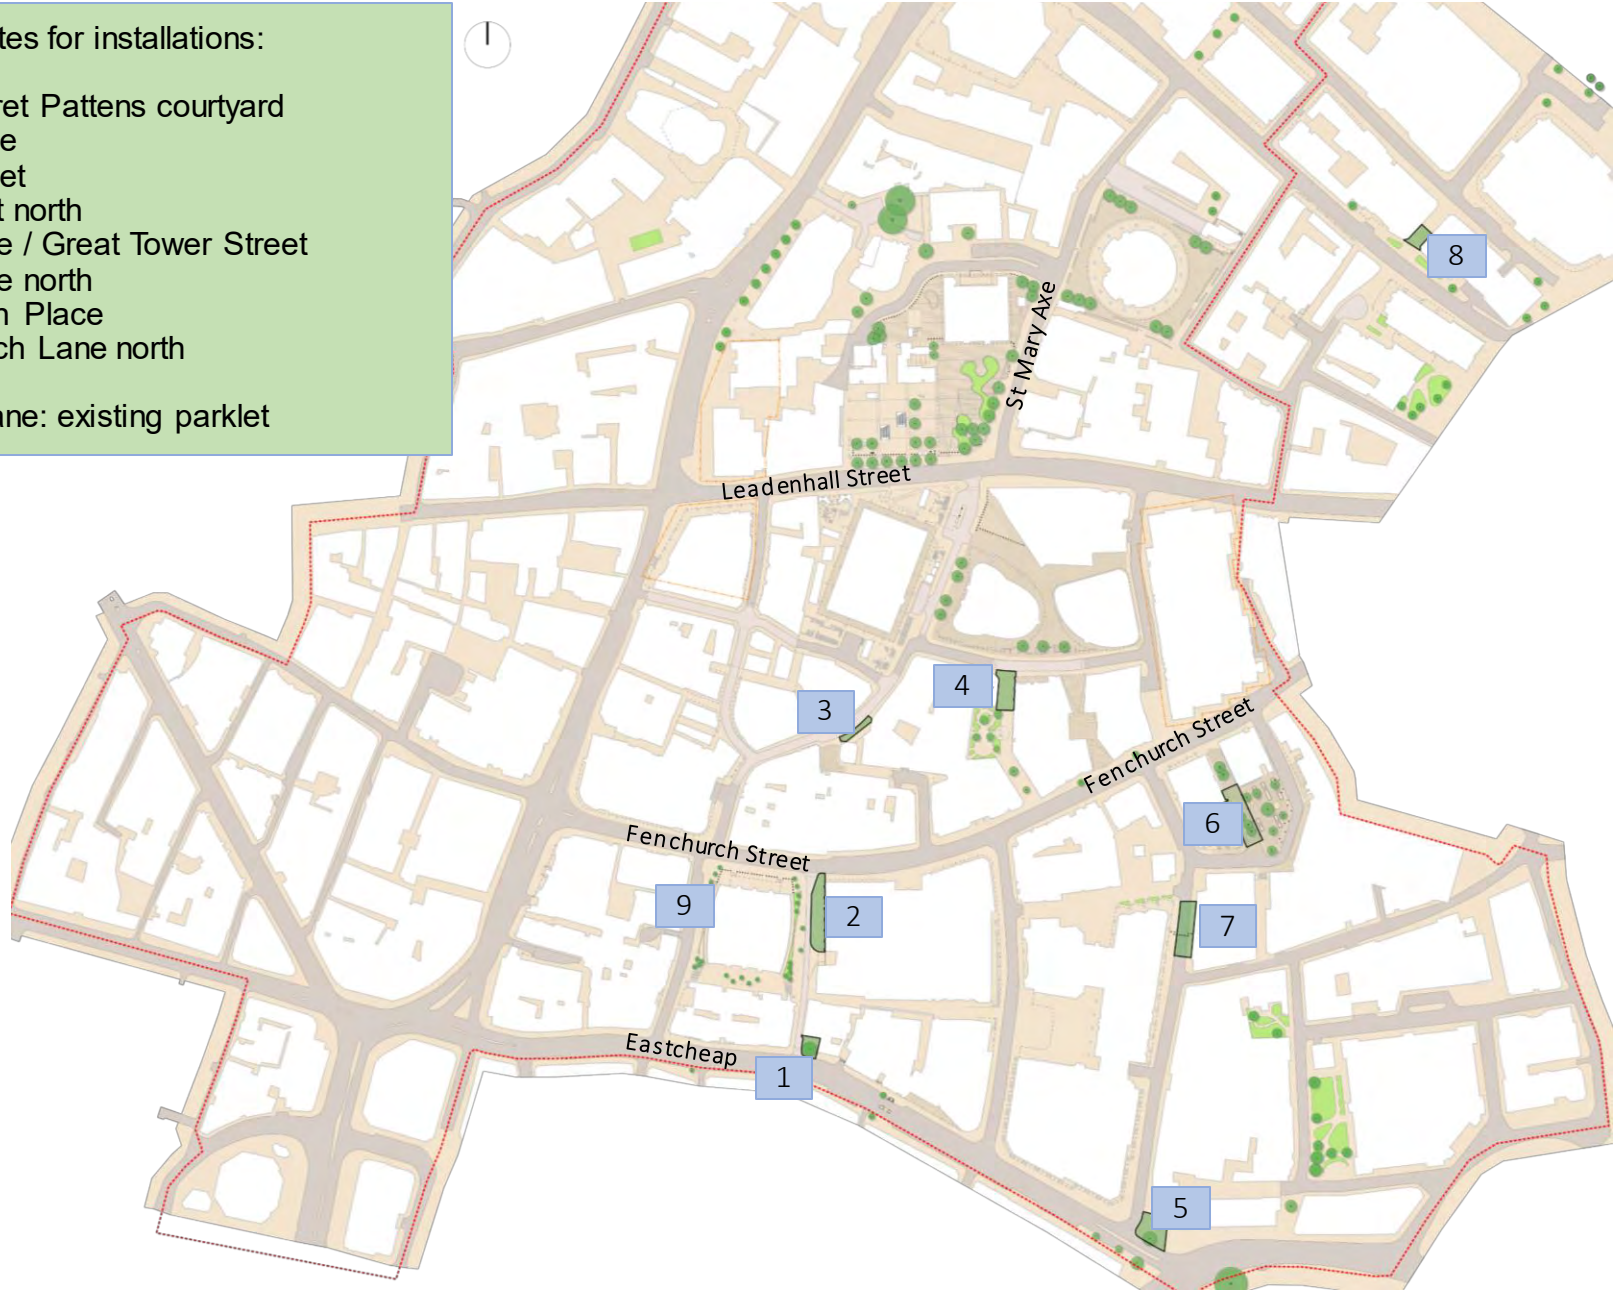 tes for installations:
ret Pattens courtyard
e
et
t north
e / Great Tower Street
e north
n Place
ch Lane north
ane: existing parklet
St Mary Axe
8
Leadenhall Street
4
3
Fenchurch Street
6
Fenchurch Street
9
2
7
Eastcheap
1
5